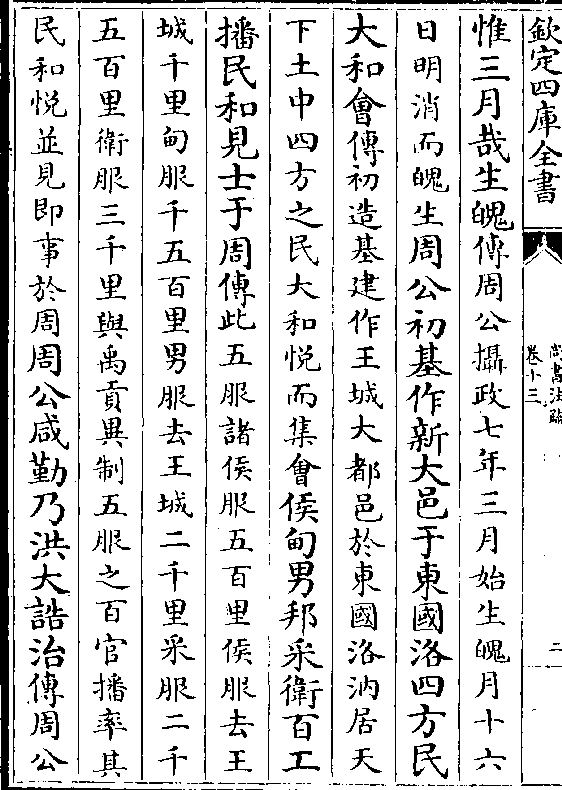 欽定四庫全書
尚書注疏
卷十三
二
惟三月哉生魄傳周公攝政七年三月始生魄月十六
日明消而魄生周公初基作新大邑于東國洛四方民
大和會傳初造基建作王城大都邑於東國洛汭居天
下土中四方之民大和悅而集會侯甸男邦采衛百工
播民和見士于周傳此五服諸侯服五百里侯服去王
城千里甸服千五百里男服去王城二千里采服二千
五百里衛服三千里與禹貢異制五服之百官播率其
民和悅並見即事於周周公咸勤乃洪大誥治傳周公